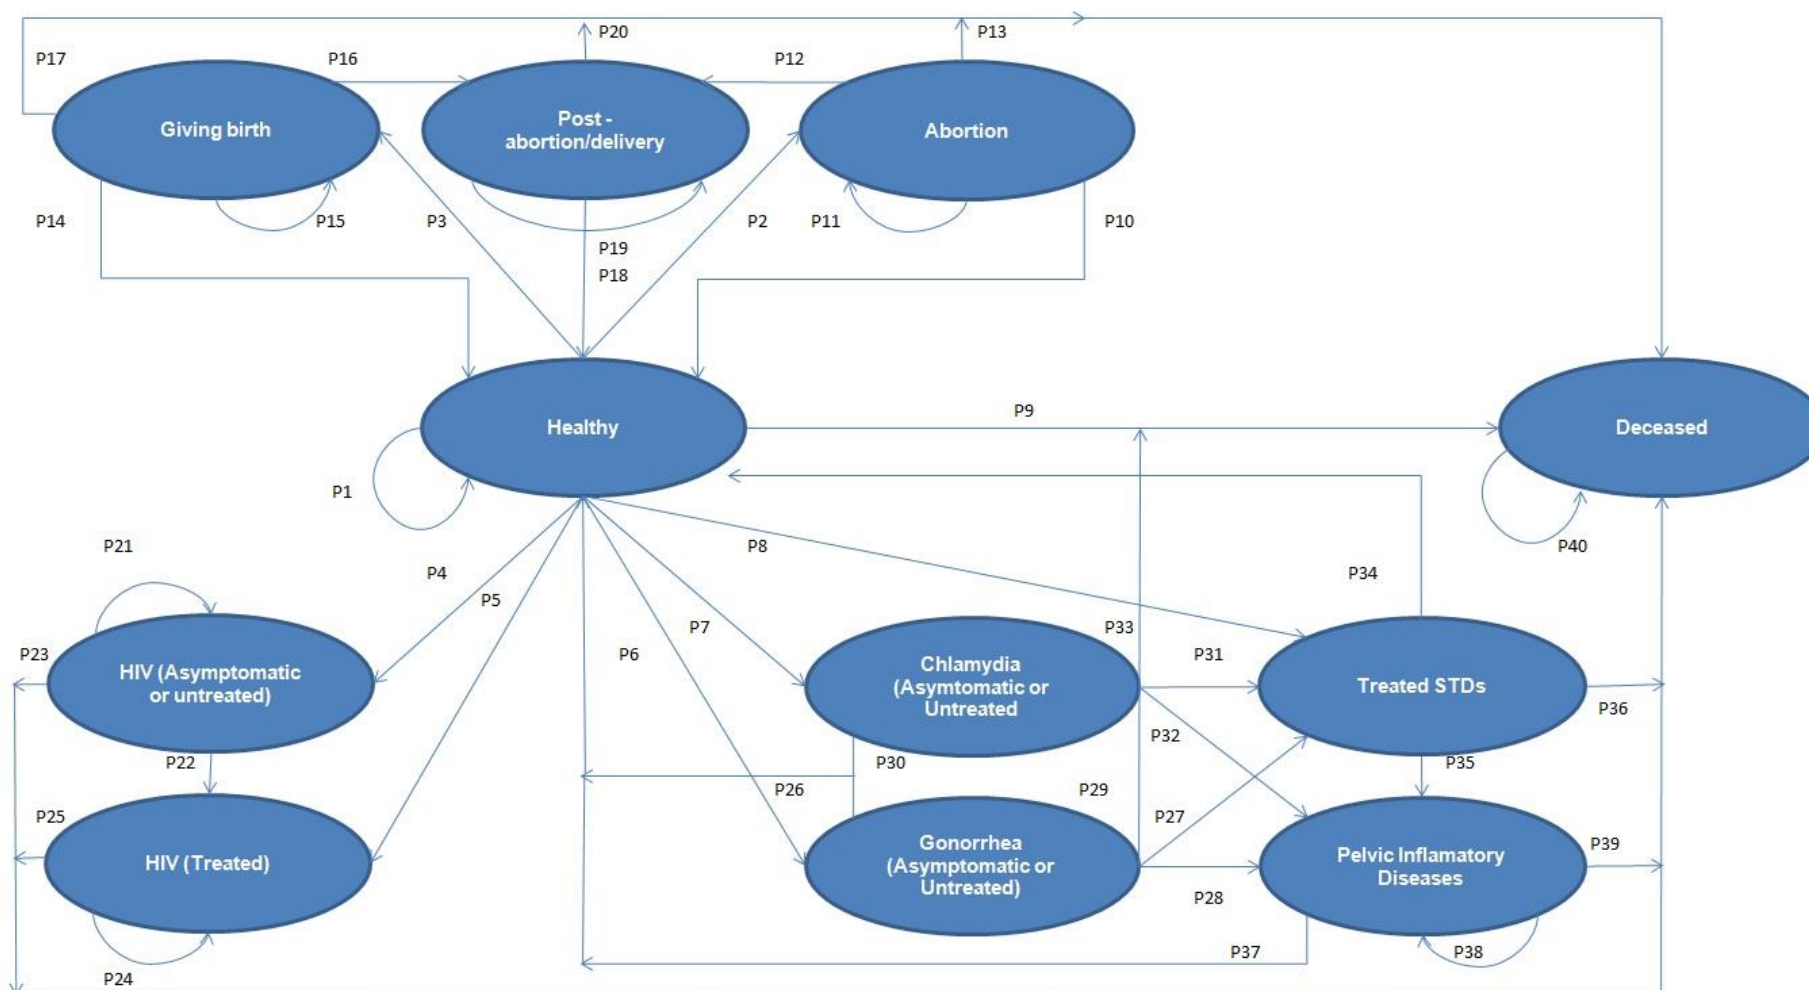 P20
P13
P17
P16
P12
Giving birth
Post -
abortion/delivery
Abortion
P14
P15
P3
P2
P11
P10
P19
P18
P9
Healthy
Deceased
P1
P21
P8
P40
P4
P34
P5
P33
P23
P6
P7
P31
HIV (Asymptomatic
or untreated)
Chlamydia
(Asymtomatic or
Untreated
Treated STDs
P36
P32
P22
P30
P35
P26
P29
P25
P27
HIV (Treated)
Gonorrhea
(Asymptomatic or
Untreated)
Pelvic Inflamatory
Diseases
P39
P28
P37
P38
P24